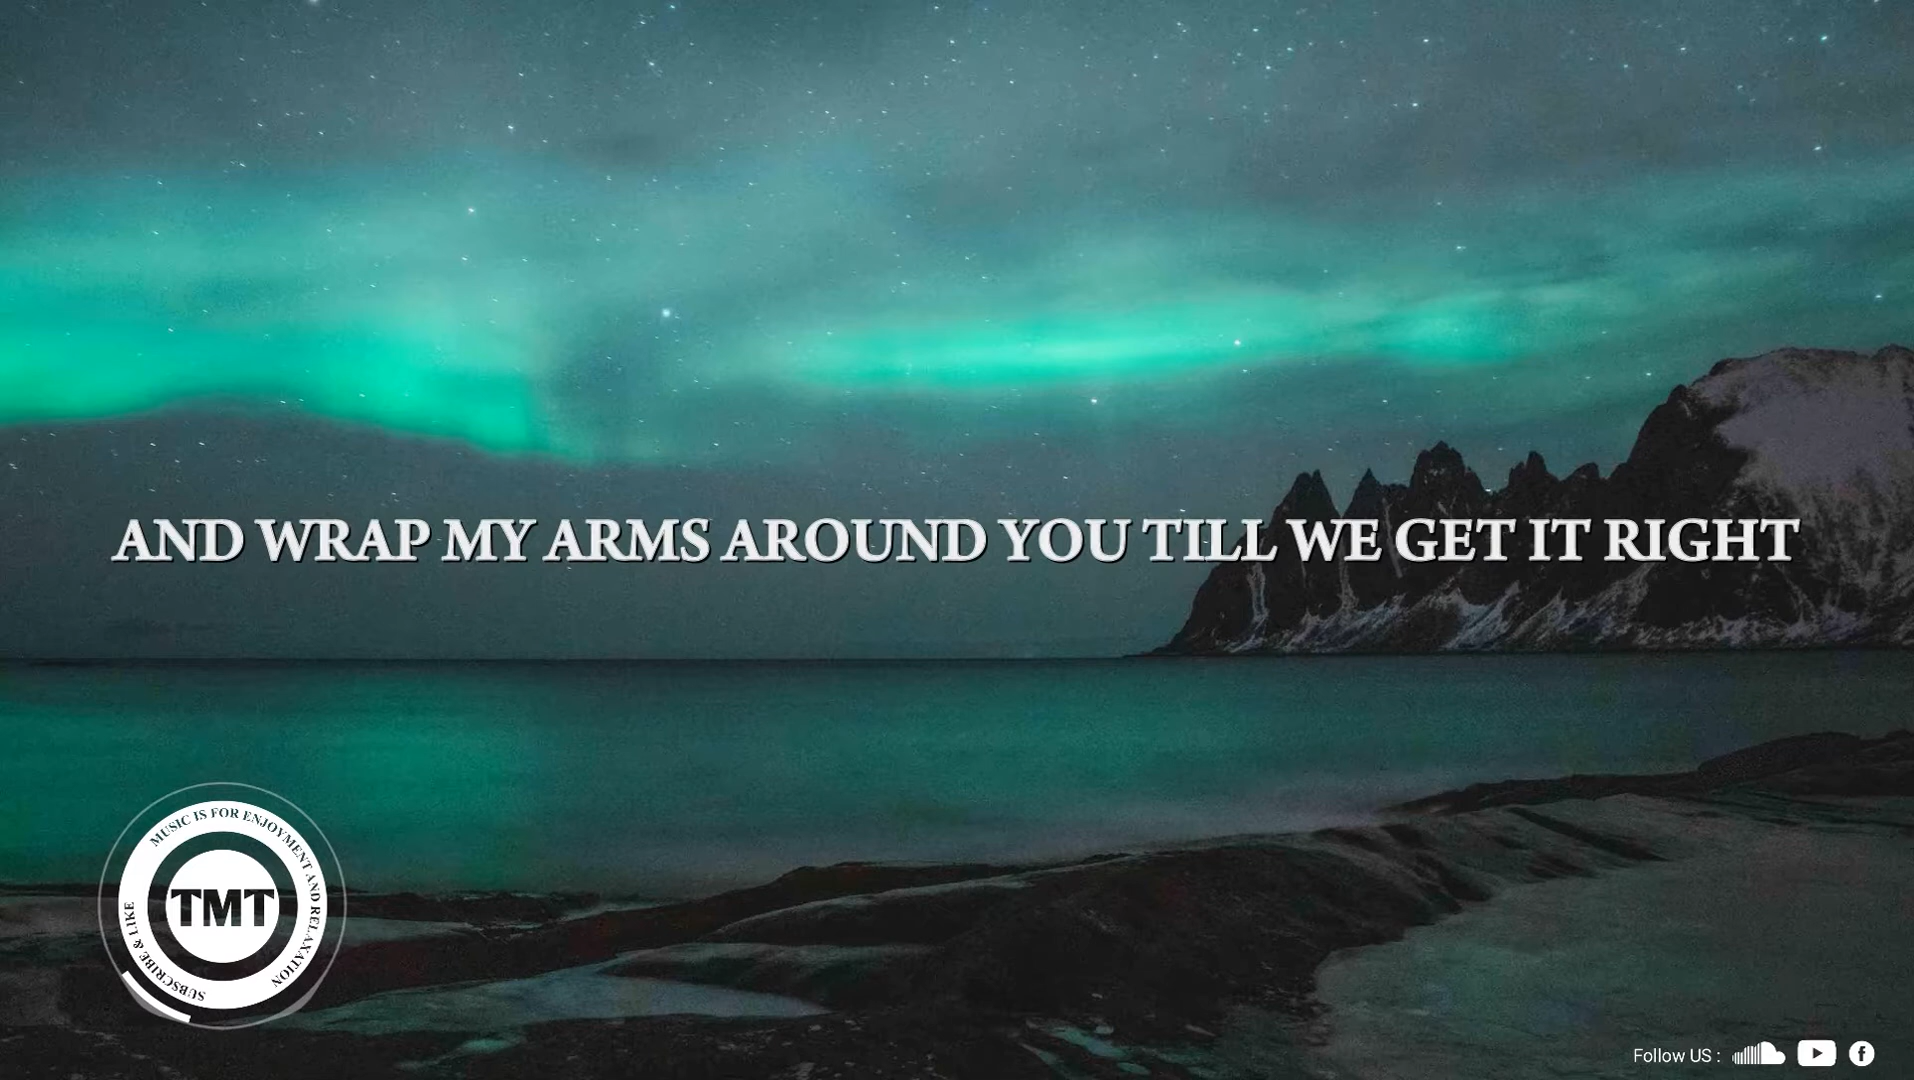 AND WRAP MY ARMS AROUND YOU TILL WE GET IT RIGHT
MUSIC IS FOR ENJOYMENT AND RELAXATION
TMT
SUBSCRIBE & LIKE
Follow US :